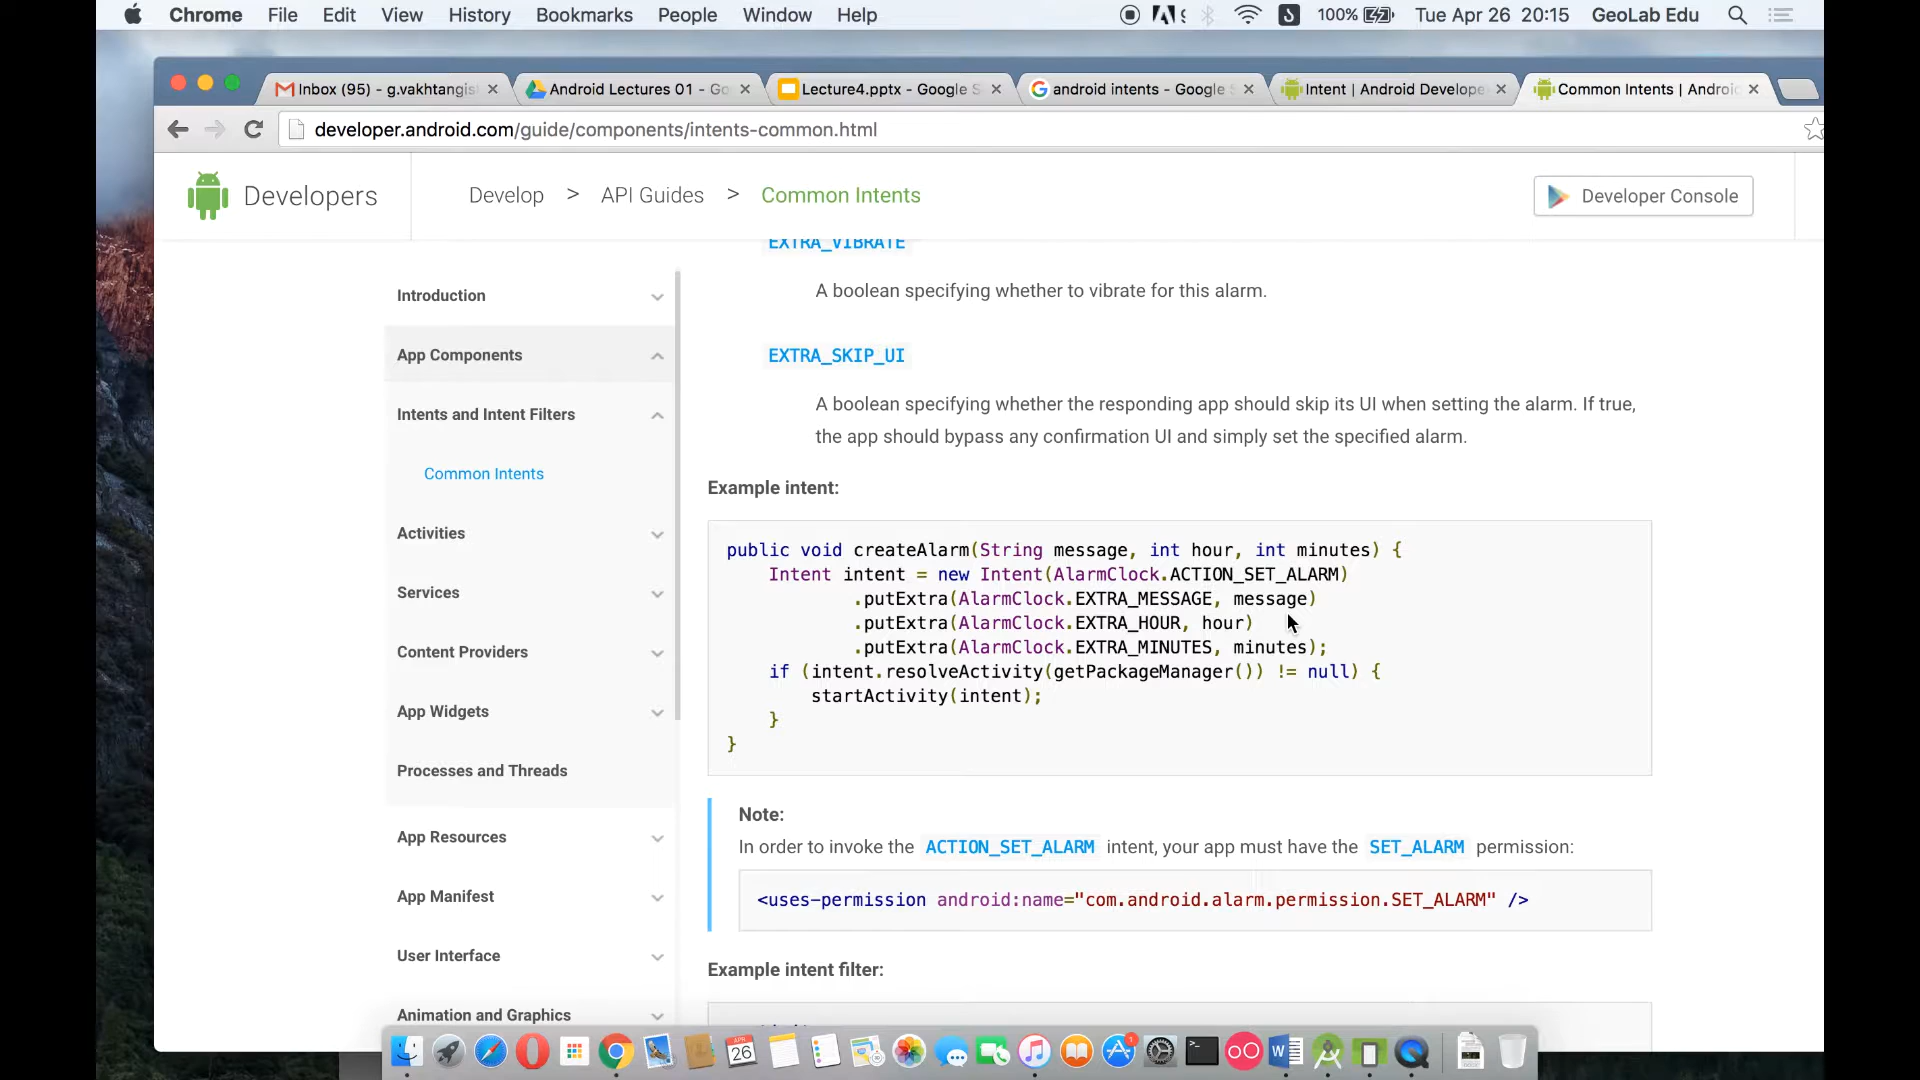 Chrome File Edit View History Bookmarks People Window Help 100% Tue Apr 26 20:15 GeoLab Edu
Inbox (95) - g.vakhtangis
Android Lectures 01 - Go
Lecture4.pptx - Google S
android intents - Google S
Intent | Android Develope
Common Intents | Androi
developer.android.com/guide/components/intents-common.html
Developers
Develop > API Guides > Common Intents
Developer Console
Introduction
App Components
Intents and Intent Filters
Common Intents
Activities
Services
Content Providers
App Widgets
Processes and Threads
App Resources
App Manifest
User Interface
Animation and Graphics
EXTRA_VIBRATE
A boolean specifying whether to vibrate for this alarm.
EXTRA_SKIP_UI
A boolean specifying whether the responding app should skip its UI when setting the alarm. If true,
the app should bypass any confirmation UI and simply set the specified alarm.
Example intent:
public void createAlarm(String message, int hour, int minutes) {
Intent intent = new Intent(AlarmClock.ACTION_SET_ALARM)
.putExtra(AlarmClock.EXTRA_MESSAGE, message)
.putExtra(AlarmClock.EXTRA_HOUR, hour)
.putExtra(AlarmClock.EXTRA_MINUTES, minutes);
if (intent.resolveActivity(getPackageManager()) != null) {
startActivity(intent);
}
}
Note:
In order to invoke the ACTION_SET_ALARM intent, your app must have the SET_ALARM permission:
<uses-permission android:name="com.android.alarm.permission.SET_ALARM" />
Example intent filter:
APR
26
1